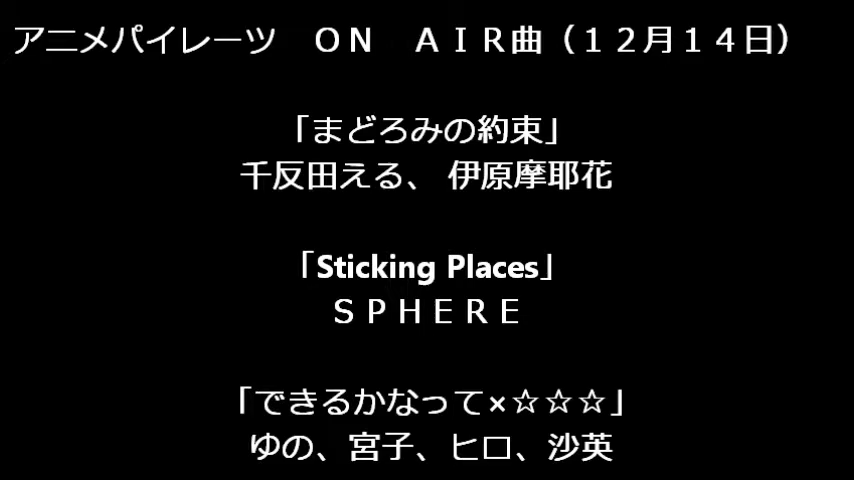 アニメパイレーツ　ＯＮ　ＡＩＲ曲（１２月１４日）
「まどろみの約束」
千反田える、 伊原摩耶花
「Sticking Places」
ＳＰＨＥＲＥ
「できるかなって×☆☆☆」
ゆの、宮子、ヒロ、沙英